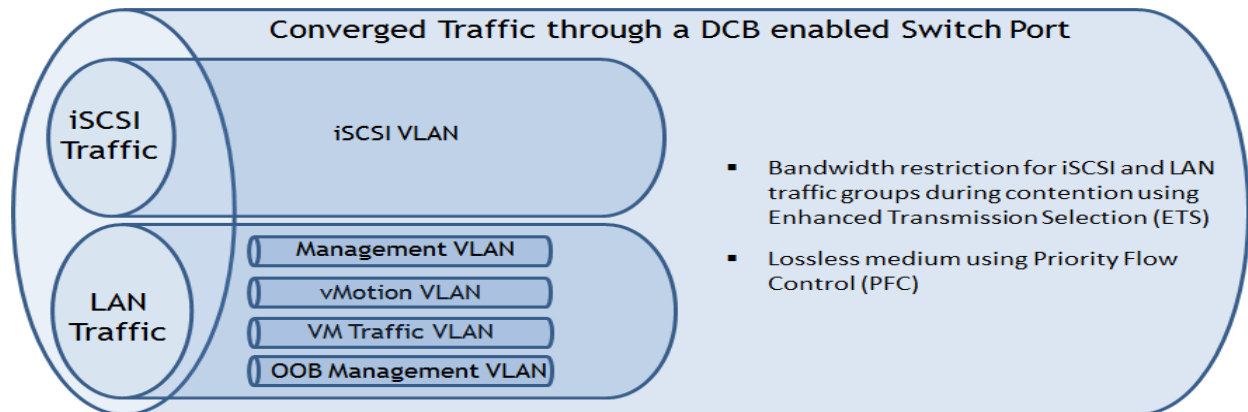 Converged Traffic through a DCB enabled Switch Port
iSCSI
Traffic
iSCSI VLAN
LAN
Traffic
Management VLAN
vMotion VLAN
VM Traffic VLAN
OOB Management VLAN
▪ Bandwidth restriction for iSCSI and LAN
traffic groups during contention using
Enhanced Transmission Selection (ETS)
▪ Lossless medium using Priority Flow
Control (PFC)